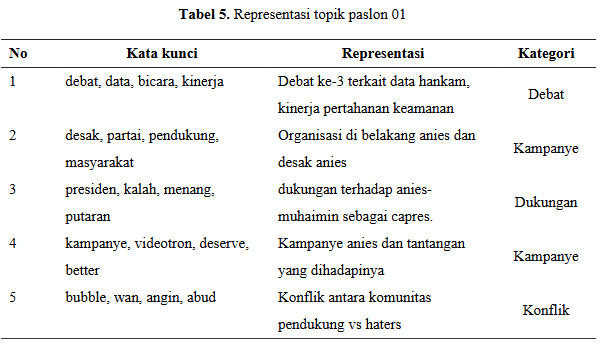 Tabel 5. Representasi topik paslon 01
No Kata kunci Representasi Kategori
1 debat, data, bicara, kinerja Debat ke-3 terkait data hankam, kinerja pertahanan keamanan Debat
2 desak, partai, pendukung, masyarakat Organisasi di belakang anies dan desak anies Kampanye
3 presiden, kalah, menang, putaran dukungan terhadap anies-muhaimin sebagai capres. Dukungan
4 kampanye, videotron, deserve, better Kampanye anies dan tantangan yang dihadapinya Kampanye
5 bubble, wan, angin, abud Konflik antara komunitas pendukung vs haters Konflik